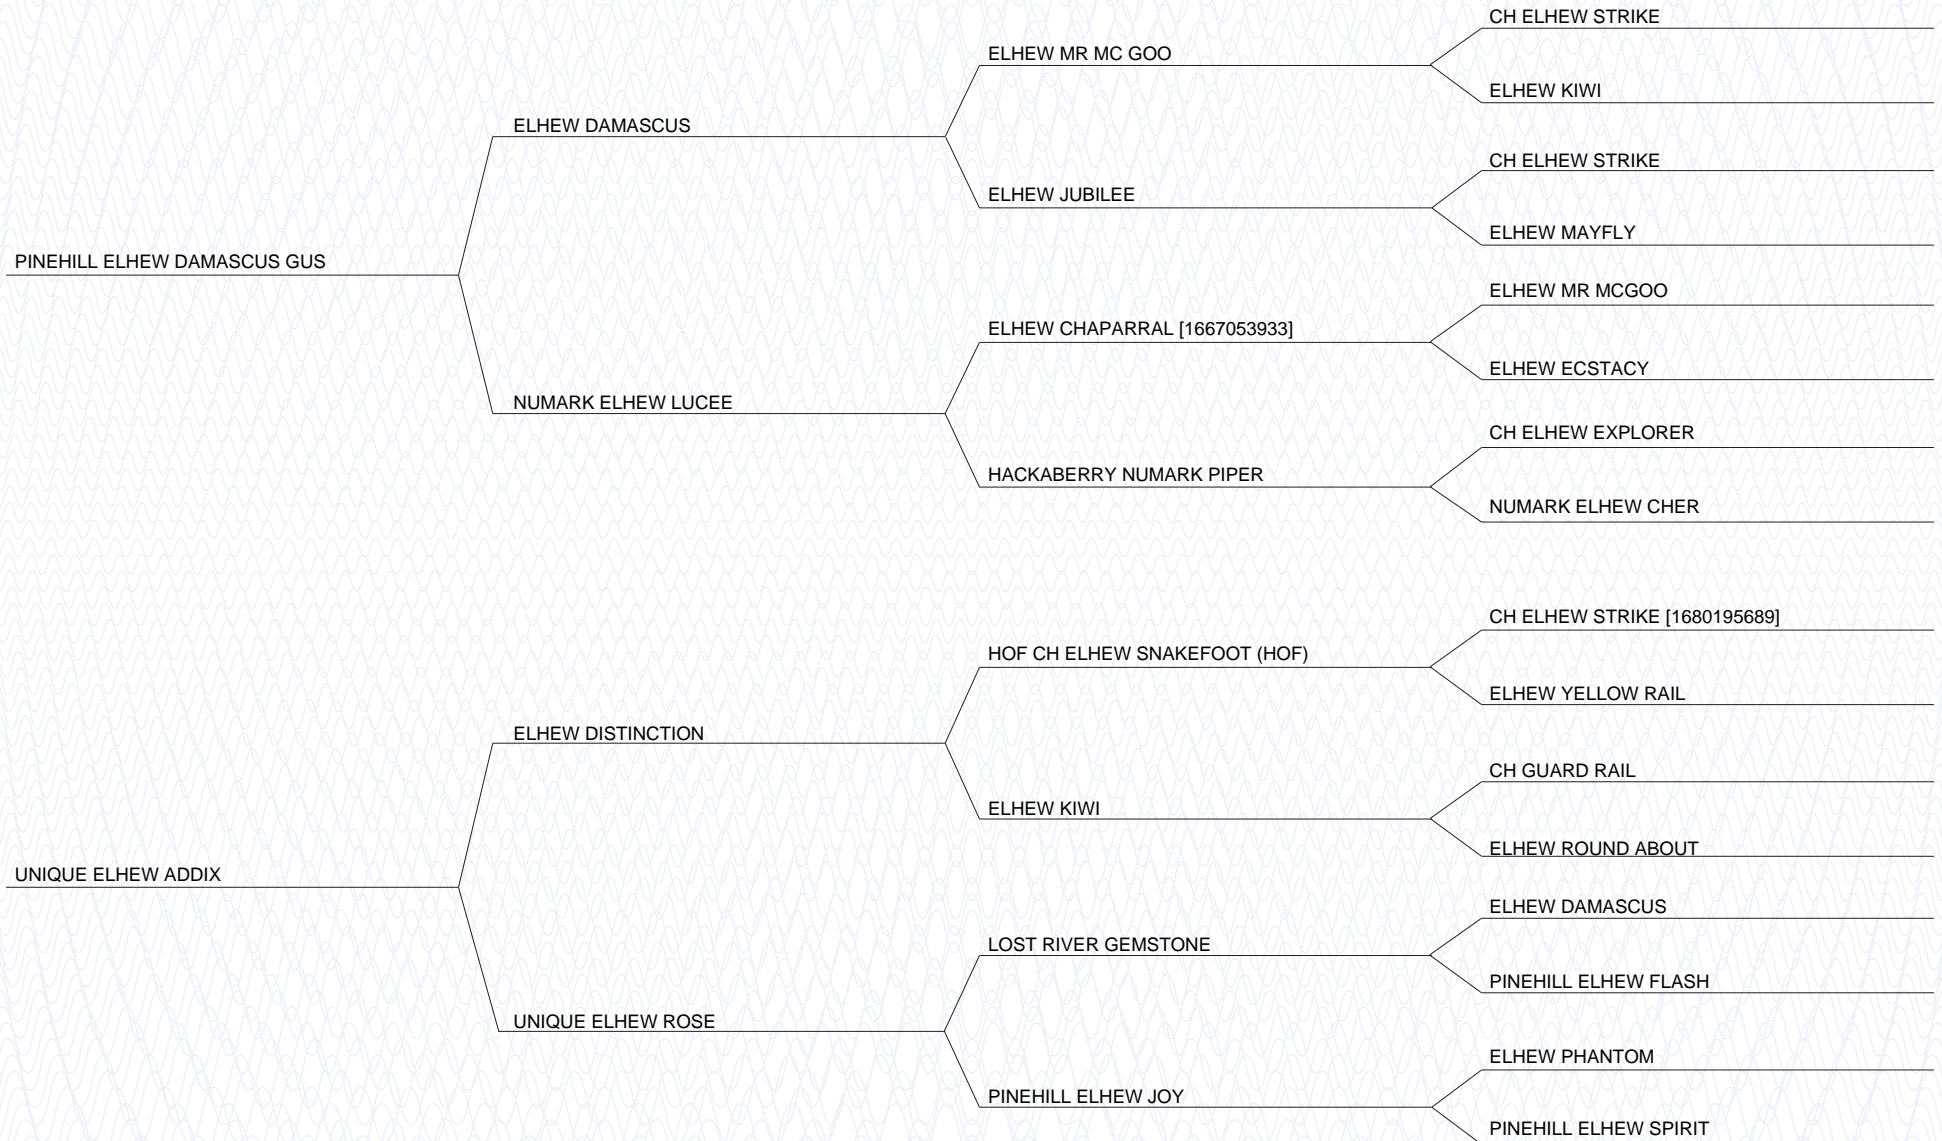 CH ELHEW STRIKE
ELHEW MR MC GOO
ELHEW KIWI
ELHEW DAMASCUS
CH ELHEW STRIKE
ELHEW JUBILEE
ELHEW MAYFLY
PINEHILL ELHEW DAMASCUS GUS
ELHEW MR MCGOO
ELHEW CHAPARRAL [1667053933]
ELHEW ECSTACY
NUMARK ELHEW LUCEE
CH ELHEW EXPLORER
HACKABERRY NUMARK PIPER
NUMARK ELHEW CHER
CH ELHEW STRIKE [1680195689]
HOF CH ELHEW SNAKEFOOT (HOF)
ELHEW YELLOW RAIL
ELHEW DISTINCTION
CH GUARD RAIL
ELHEW KIWI
ELHEW ROUND ABOUT
UNIQUE ELHEW ADDIX
ELHEW DAMASCUS
LOST RIVER GEMSTONE
PINEHILL ELHEW FLASH
UNIQUE ELHEW ROSE
ELHEW PHANTOM
PINEHILL ELHEW JOY
PINEHILL ELHEW SPIRIT